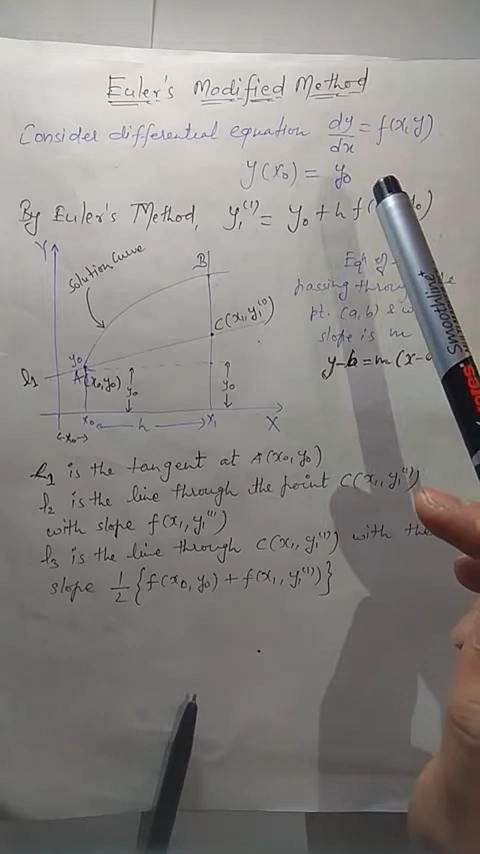 Euler's Modified Method
Consider differential equation dy/dx = f(x,y)
y(x₀) = y₀
By Euler's Method, y₁⁽¹⁾ = y₀ + h f(
Y
Solution Curve
B
C(x₁,y₁⁽¹⁾)
Eqⁿ of
passing through
pt. (a,b) &
slope is m
y-b=m(x-
l₁
y₀
A(x₀,y₀)
y₀
y₀
x₀
x₀
h
x₁
X
l₁ is the tangent at A(x₀,y₀)
l₂ is the line through the point C(x₁,y₁⁽¹⁾)
with slope f(x₁,y₁⁽¹⁾)
l₃ is the line through C(x₁,y₁⁽¹⁾) with the
slope 1/2 {f(x₀,y₀) + f(x₁,y₁⁽¹⁾)}
Smoothline